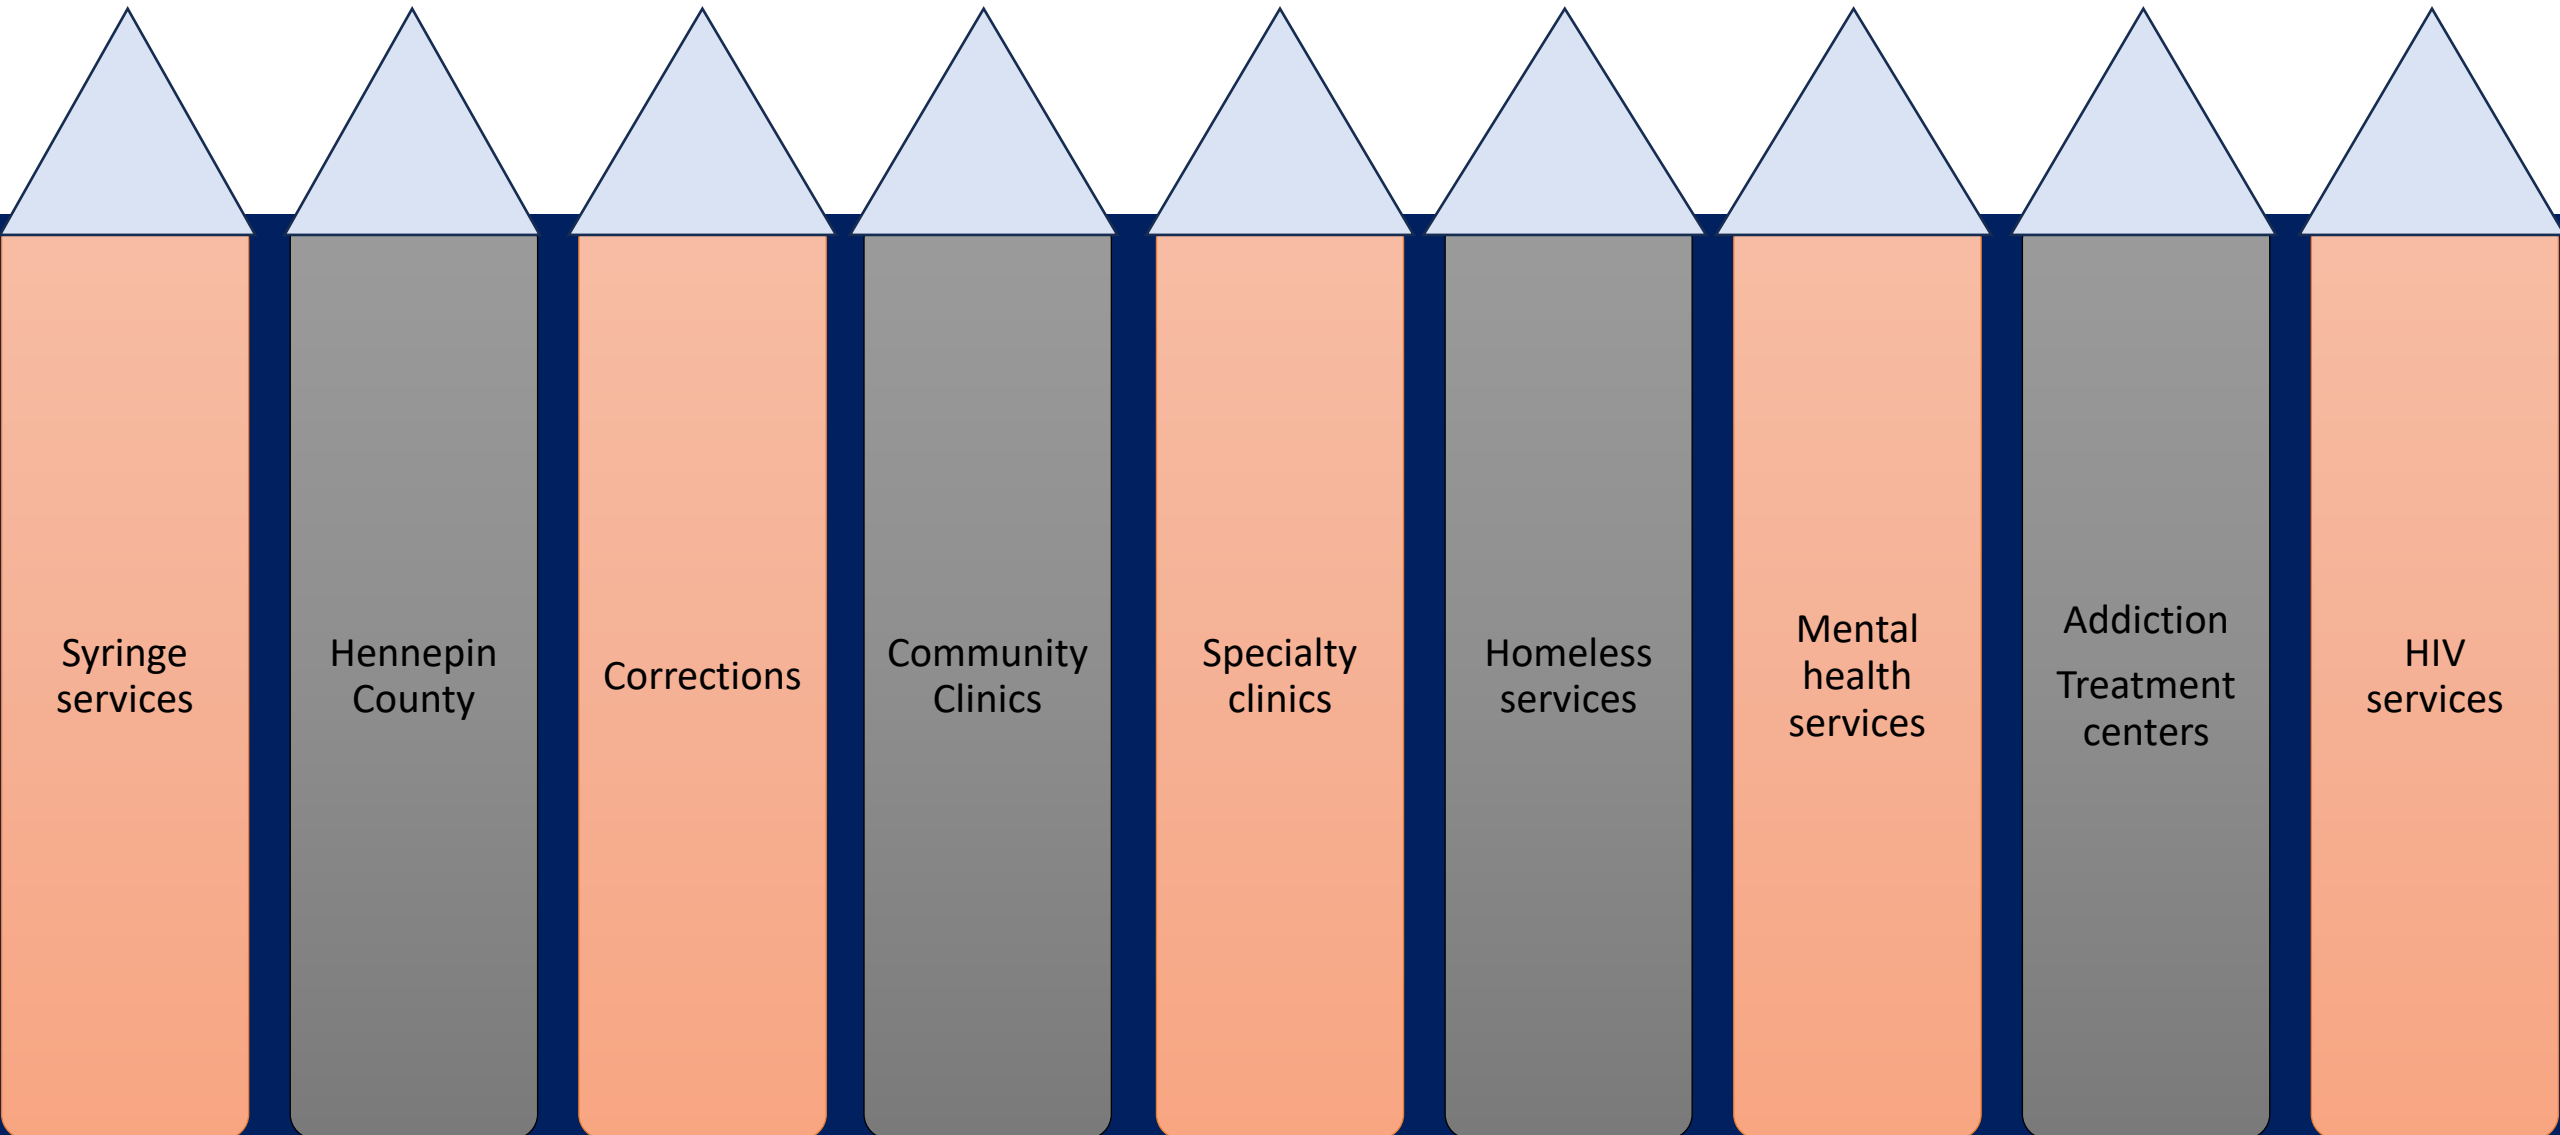 Syringe
services
Hennepin
County
Corrections
Community
Clinics
Specialty
clinics
Homeless
services
Mental
health
services
Addiction
Treatment
centers
HIV
services